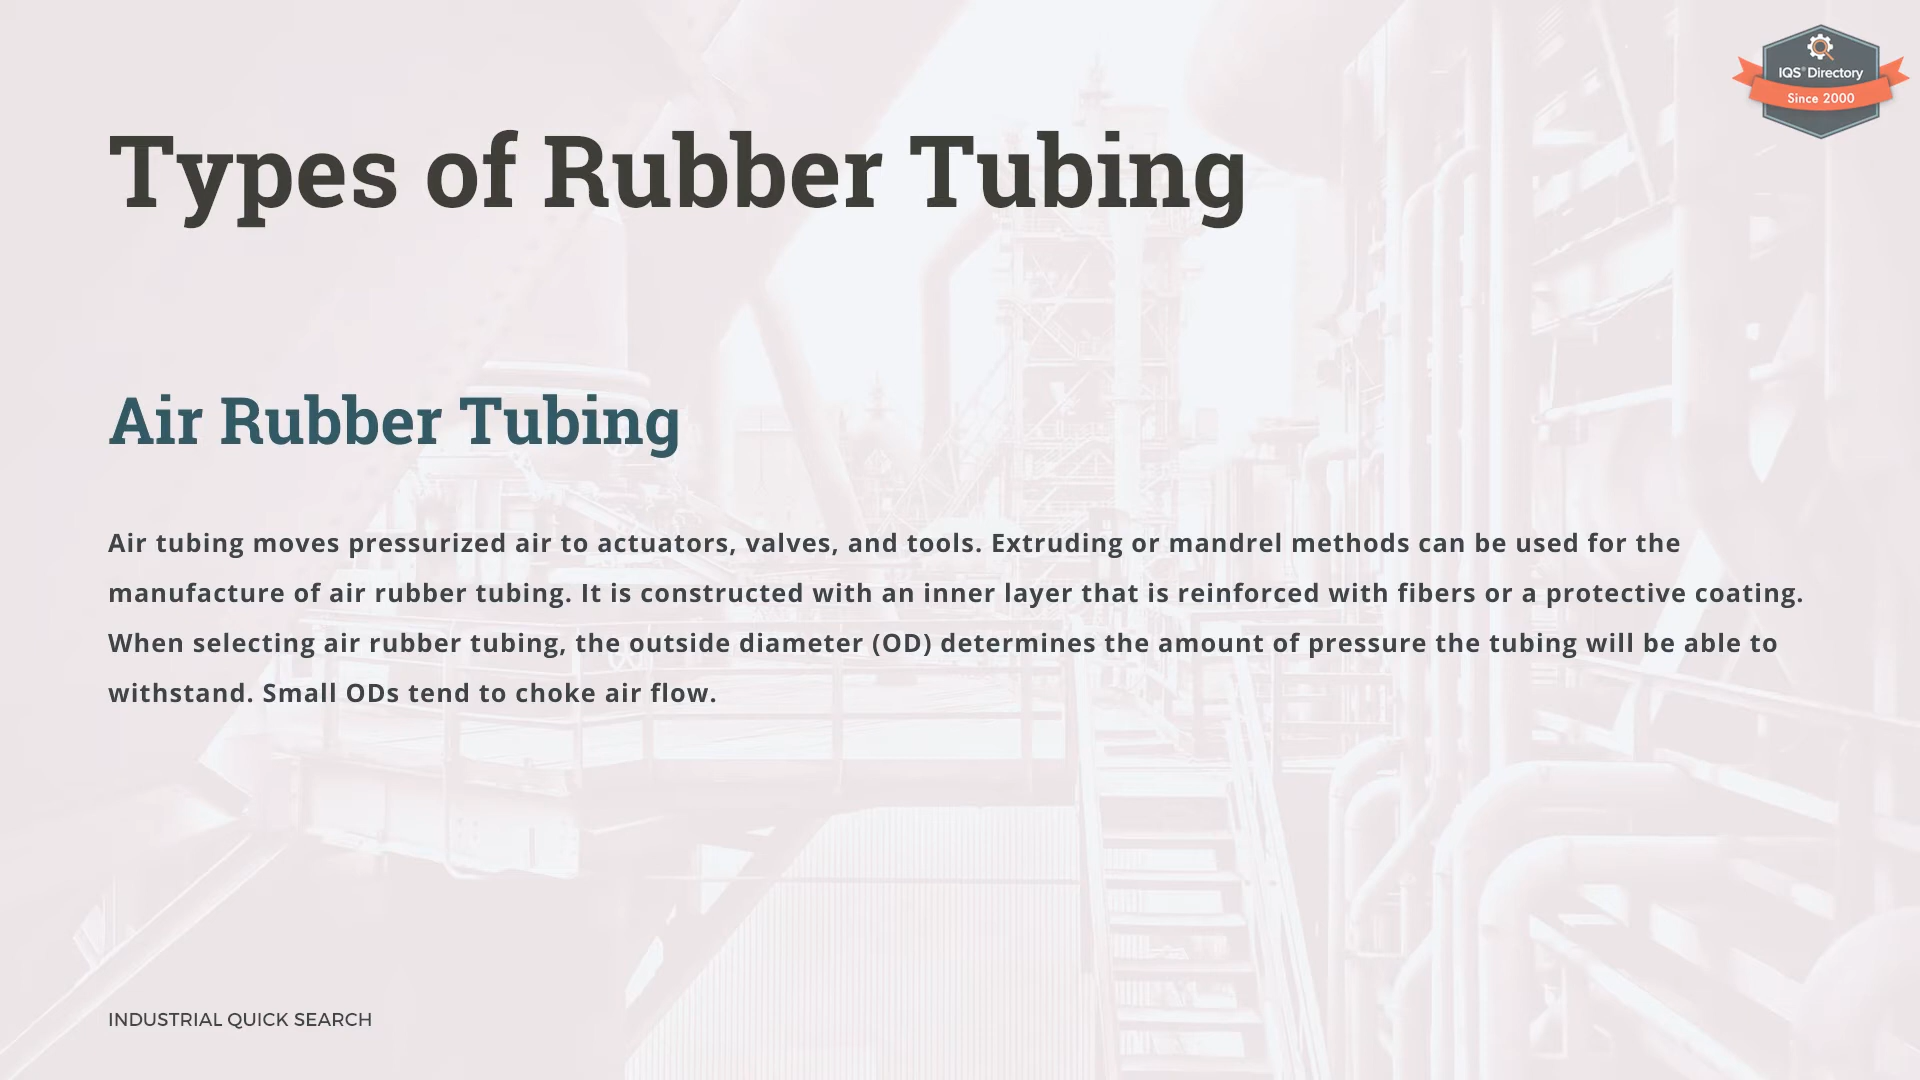 IQS® Directory
Since 2000
Types of Rubber Tubing
Air Rubber Tubing
Air tubing moves pressurized air to actuators, valves, and tools. Extruding or mandrel methods can be used for the
manufacture of air rubber tubing. It is constructed with an inner layer that is reinforced with fibers or a protective coating.
When selecting air rubber tubing, the outside diameter (OD) determines the amount of pressure the tubing will be able to
withstand. Small ODs tend to choke air flow.
INDUSTRIAL QUICK SEARCH